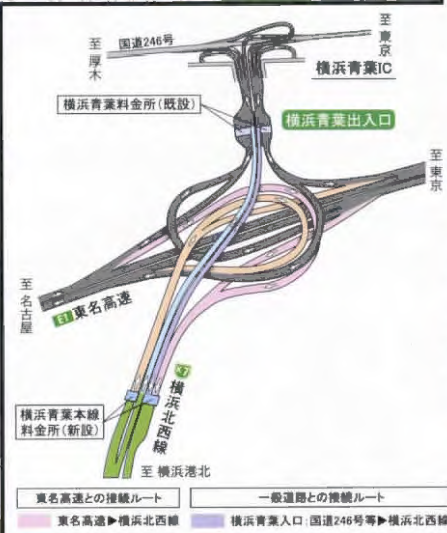 至東京
国道246号
至厚木
横浜青葉IC
横浜青葉料金所(既設)
横浜青葉出入口
至東京
至名古屋
E1 東名高速
K7 横浜北西線
横浜青葉本線
料金所(新設)
至 横浜港北
東名高速との接続ルート
一般道路との接続ルート
東名高速▶横浜北西線
横浜青葉入口:国道246号等▶横浜北西線